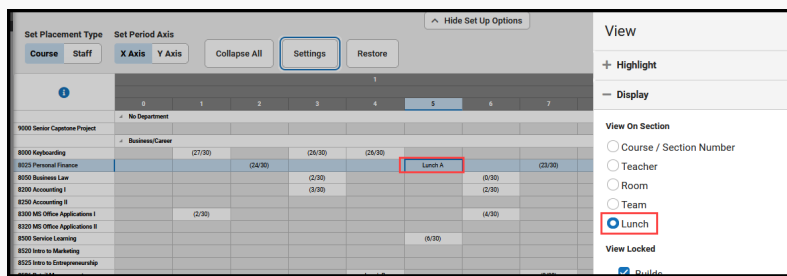 Hide Set Up Options
Set Placement Type Set Period Axis
Course Staff X Axis Y Axis Collapse All Settings Restore
1
0 1 2 3 4 5 6 7
No Department
9000 Senior Capstone Project
Business/Career
8000 Keyboarding (27/30) (26/30) (26/30)
8025 Personal Finance (24/30) Lunch A (23/30)
8050 Business Law (2/30) (0/30)
8200 Accounting I (3/30) (2/30)
8250 Accounting II
8300 MS Office Applications I (2/30) (4/30)
8320 MS Office Applications II
8500 Service Learning (6/30)
8520 Intro to Marketing
8525 Intro to Entrepreneurship
View
Highlight
Display
View On Section
Course / Section Number
Teacher
Room
Team
Lunch
View Locked
Builds